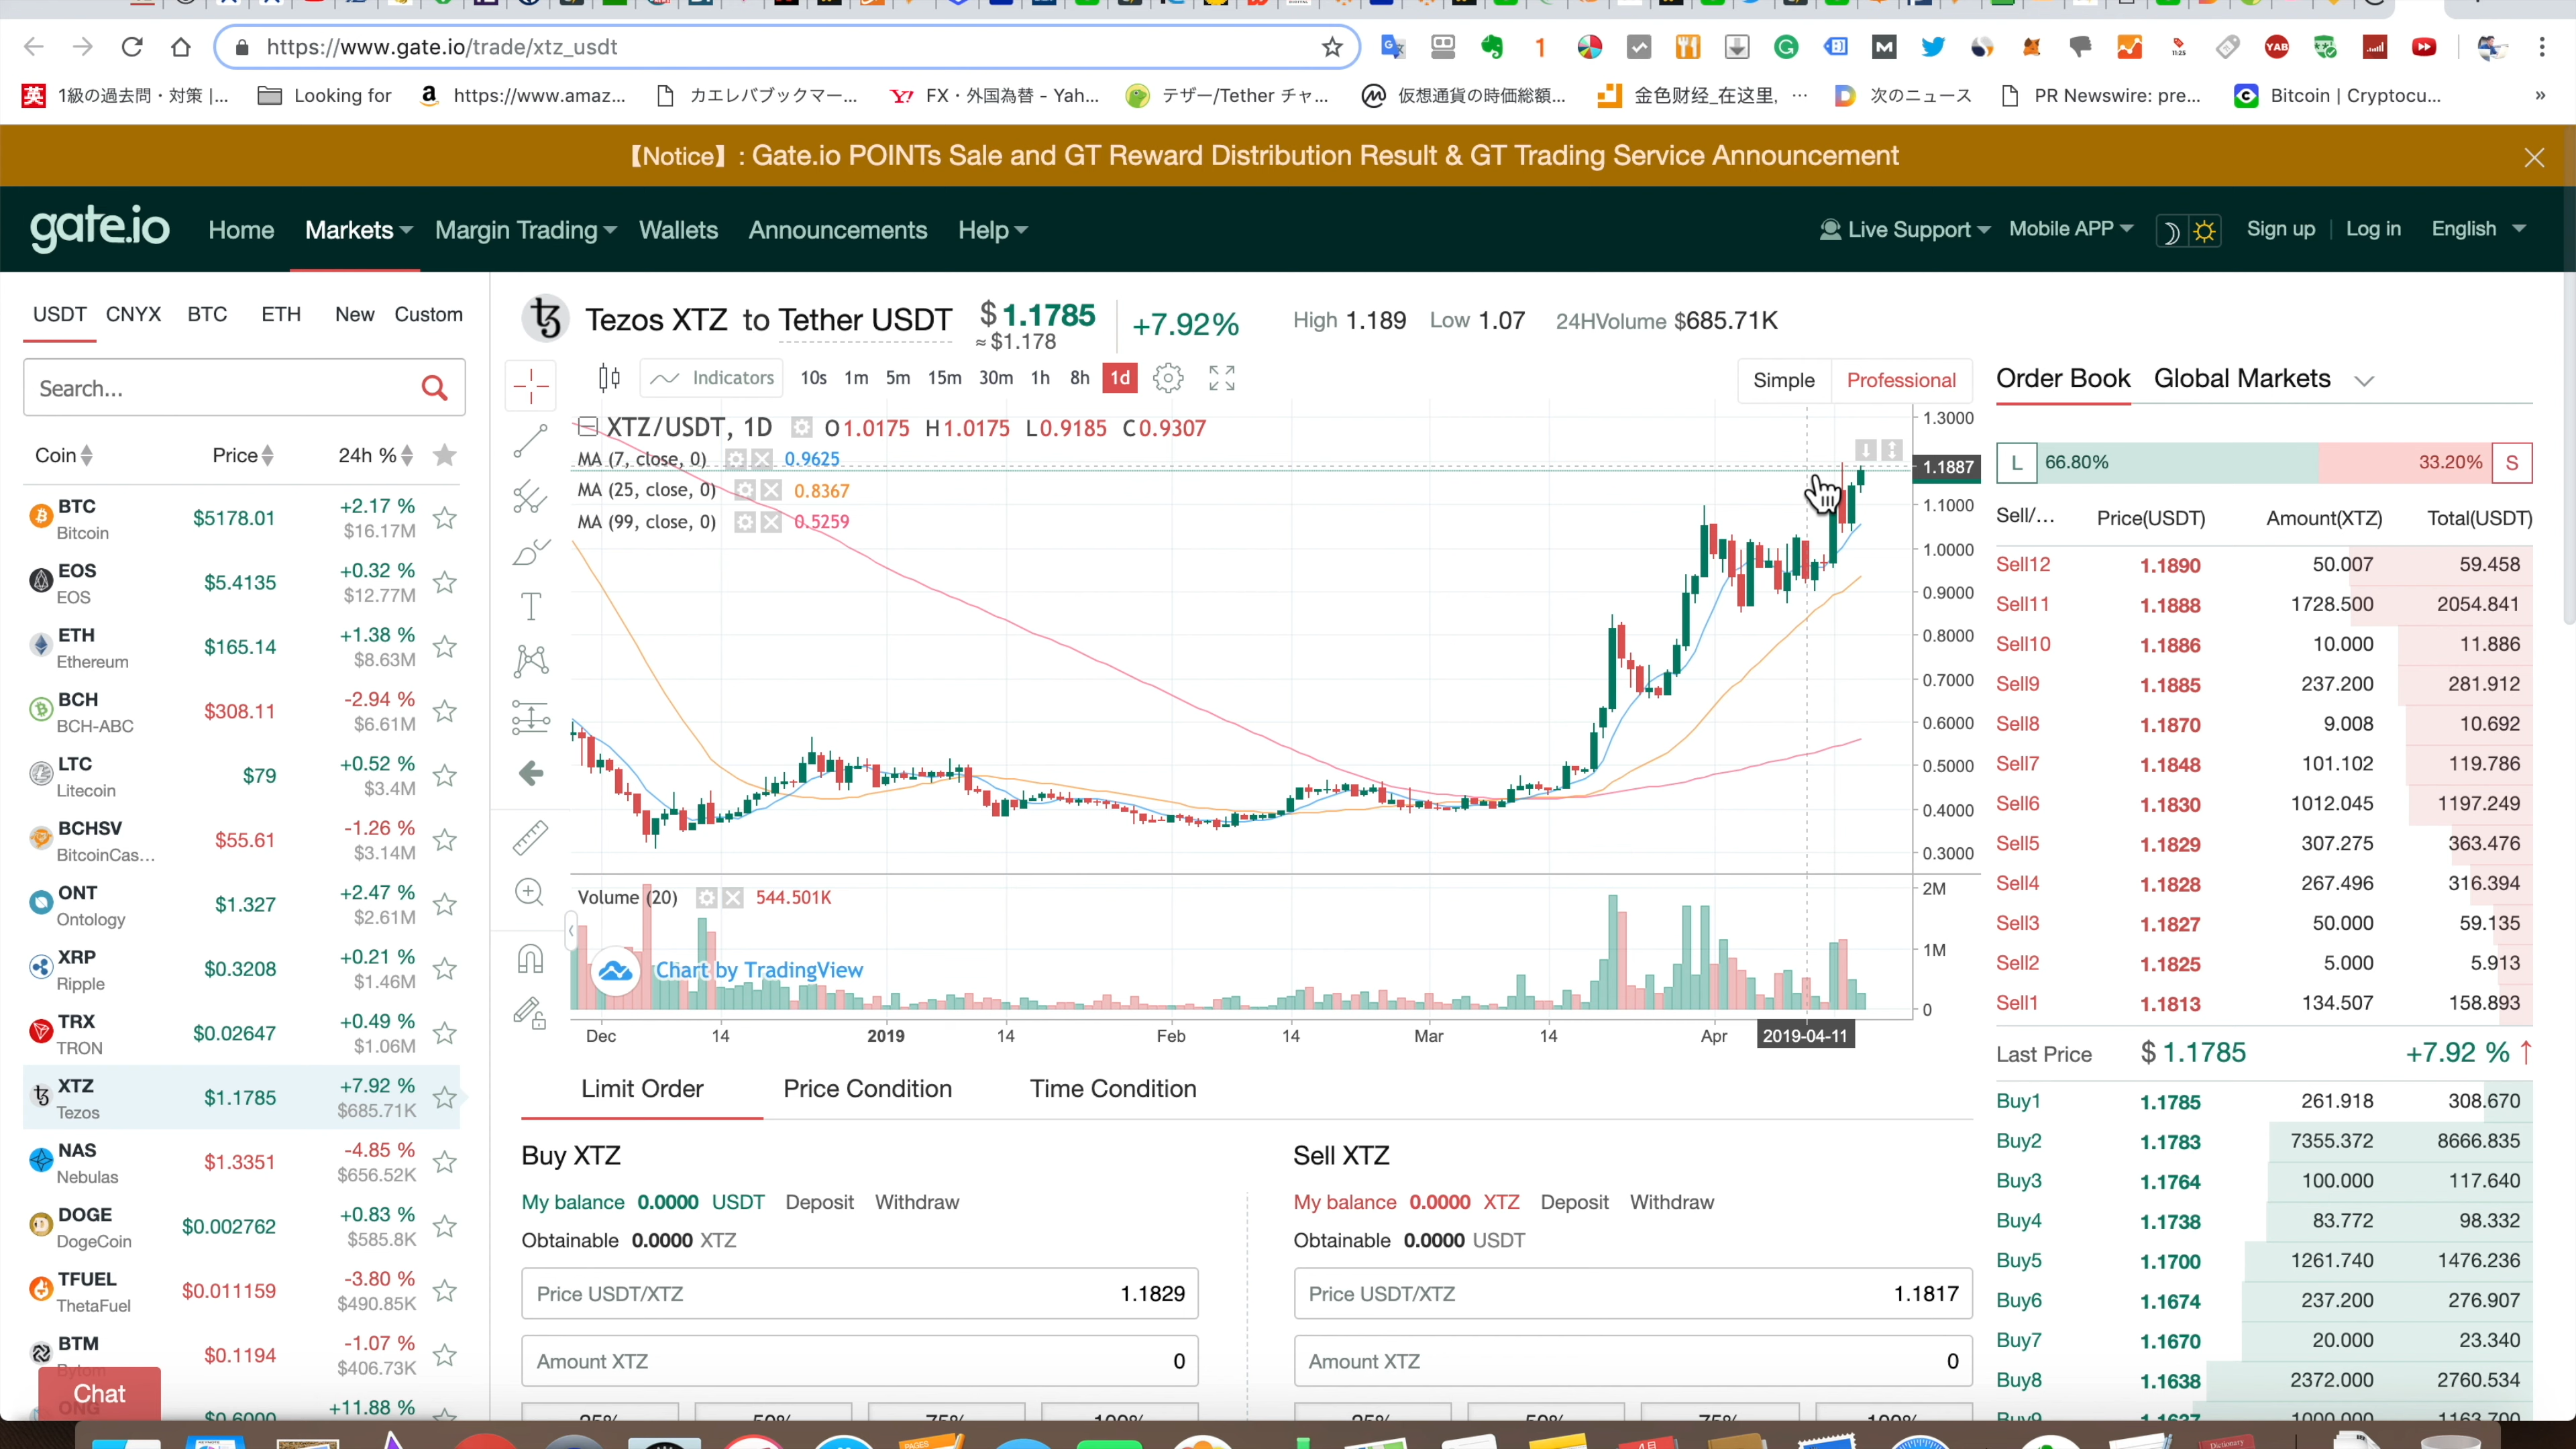 https://www.gate.io/trade/xtz_usdt
1級の過去問・対策 |...
Looking for
https://www.amaz...
カエレバブックマー...
FX・外国為替 - Yah...
テザー/Tether チャ...
仮想通貨の時価総額...
金色财经_在这里, ...
次のニュース
PR Newswire: pre...
Bitcoin | Cryptocu...
【Notice】: Gate.io POINTs Sale and GT Reward Distribution Result & GT Trading Service Announcement
gate.io Home Markets Margin Trading Wallets Announcements Help Live Support Mobile APP Sign up Log in English
USDT CNYX BTC ETH New Custom
Search...
Coin Price 24h %
BTC $5178.01 +2.17 %
Bitcoin $16.17M
EOS $5.4135 +0.32 %
EOS $12.77M
ETH $165.14 +1.38 %
Ethereum $8.63M
BCH $308.11 -2.94 %
BCH-ABC $6.61M
LTC $79 +0.52 %
Litecoin $3.4M
BCHSV $55.61 -1.26 %
BitcoinCas... $3.14M
ONT $1.327 +2.47 %
Ontology $2.61M
XRP $0.3208 +0.21 %
Ripple $1.46M
TRX $0.02647 +0.49 %
TRON $1.06M
XTZ $1.1785 +7.92 %
Tezos $685.71K
NAS $1.3351 -4.85 %
Nebulas $656.52K
DOGE $0.002762 +0.83 %
DogeCoin $585.8K
TFUEL $0.011159 -3.80 %
ThetaFuel $490.85K
BTM $0.1194 -1.07 %
$406.73K
Chat
+11.88 %
Tezos XTZ to Tether USDT $1.1785 +7.92% High 1.189 Low 1.07 24HVolume $685.71K
≈ $1.178
Indicators 10s 1m 5m 15m 30m 1h 8h 1d
Simple Professional
XTZ/USDT, 1D O1.0175 H1.0175 L0.9185 C0.9307
MA (7, close, 0) 0.9625
MA (25, close, 0) 0.8367
MA (99, close, 0) 0.5259
1.3000
1.1887
1.1000
1.0000
0.9000
0.8000
0.7000
0.6000
0.5000
0.4000
0.3000
Volume (20) 544.501K
2M
1M
0
Chart by TradingView
Dec 14 2019 14 Feb 14 Mar 14 Apr 2019-04-11
Limit Order Price Condition Time Condition
Buy XTZ
My balance 0.0000 USDT Deposit Withdraw
Obtainable 0.0000 XTZ
Price USDT/XTZ 1.1829
Amount XTZ 0
25% 50% 75% 100%
Sell XTZ
My balance 0.0000 XTZ Deposit Withdraw
Obtainable 0.0000 USDT
Price USDT/XTZ 1.1817
Amount XTZ 0
25% 50% 75% 100%
Order Book Global Markets
L 66.80% 33.20% S
Sell/... Price(USDT) Amount(XTZ) Total(USDT)
Sell12 1.1890 50.007 59.458
Sell11 1.1888 1728.500 2054.841
Sell10 1.1886 10.000 11.886
Sell9 1.1885 237.200 281.912
Sell8 1.1870 9.008 10.692
Sell7 1.1848 101.102 119.786
Sell6 1.1830 1012.045 1197.249
Sell5 1.1829 307.275 363.476
Sell4 1.1828 267.496 316.394
Sell3 1.1827 50.000 59.135
Sell2 1.1825 5.000 5.913
Sell1 1.1813 134.507 158.893
Last Price $1.1785 +7.92 % ↑
Buy1 1.1785 261.918 308.670
Buy2 1.1783 7355.372 8666.835
Buy3 1.1764 100.000 117.640
Buy4 1.1738 83.772 98.332
Buy5 1.1700 1261.740 1476.236
Buy6 1.1674 237.200 276.907
Buy7 1.1670 20.000 23.340
Buy8 1.1638 2372.000 2760.534
Buy9 1.1627 1000.000 1163.700